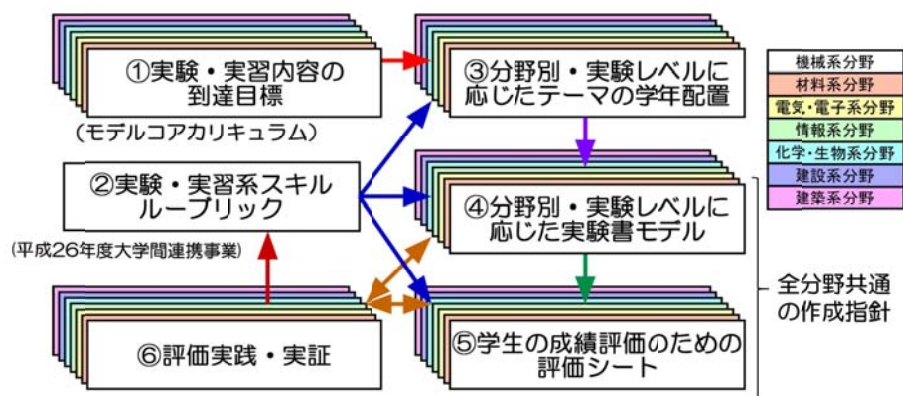 ①実験・実習内容の
到達目標
(モデルコアカリキュラム)
②実験・実習系スキル
ルーブリック
(平成26年度大学間連携事業)
⑥評価実践・実証
③分野別・実験レベルに
応じたテーマの学年配置
④分野別・実験レベルに
応じた実験書モデル
⑤学生の成績評価のための
評価シート
機械系分野
材料系分野
電気・電子系分野
情報系分野
化学・生物系分野
建設系分野
建築系分野
全分野共通
の作成指針